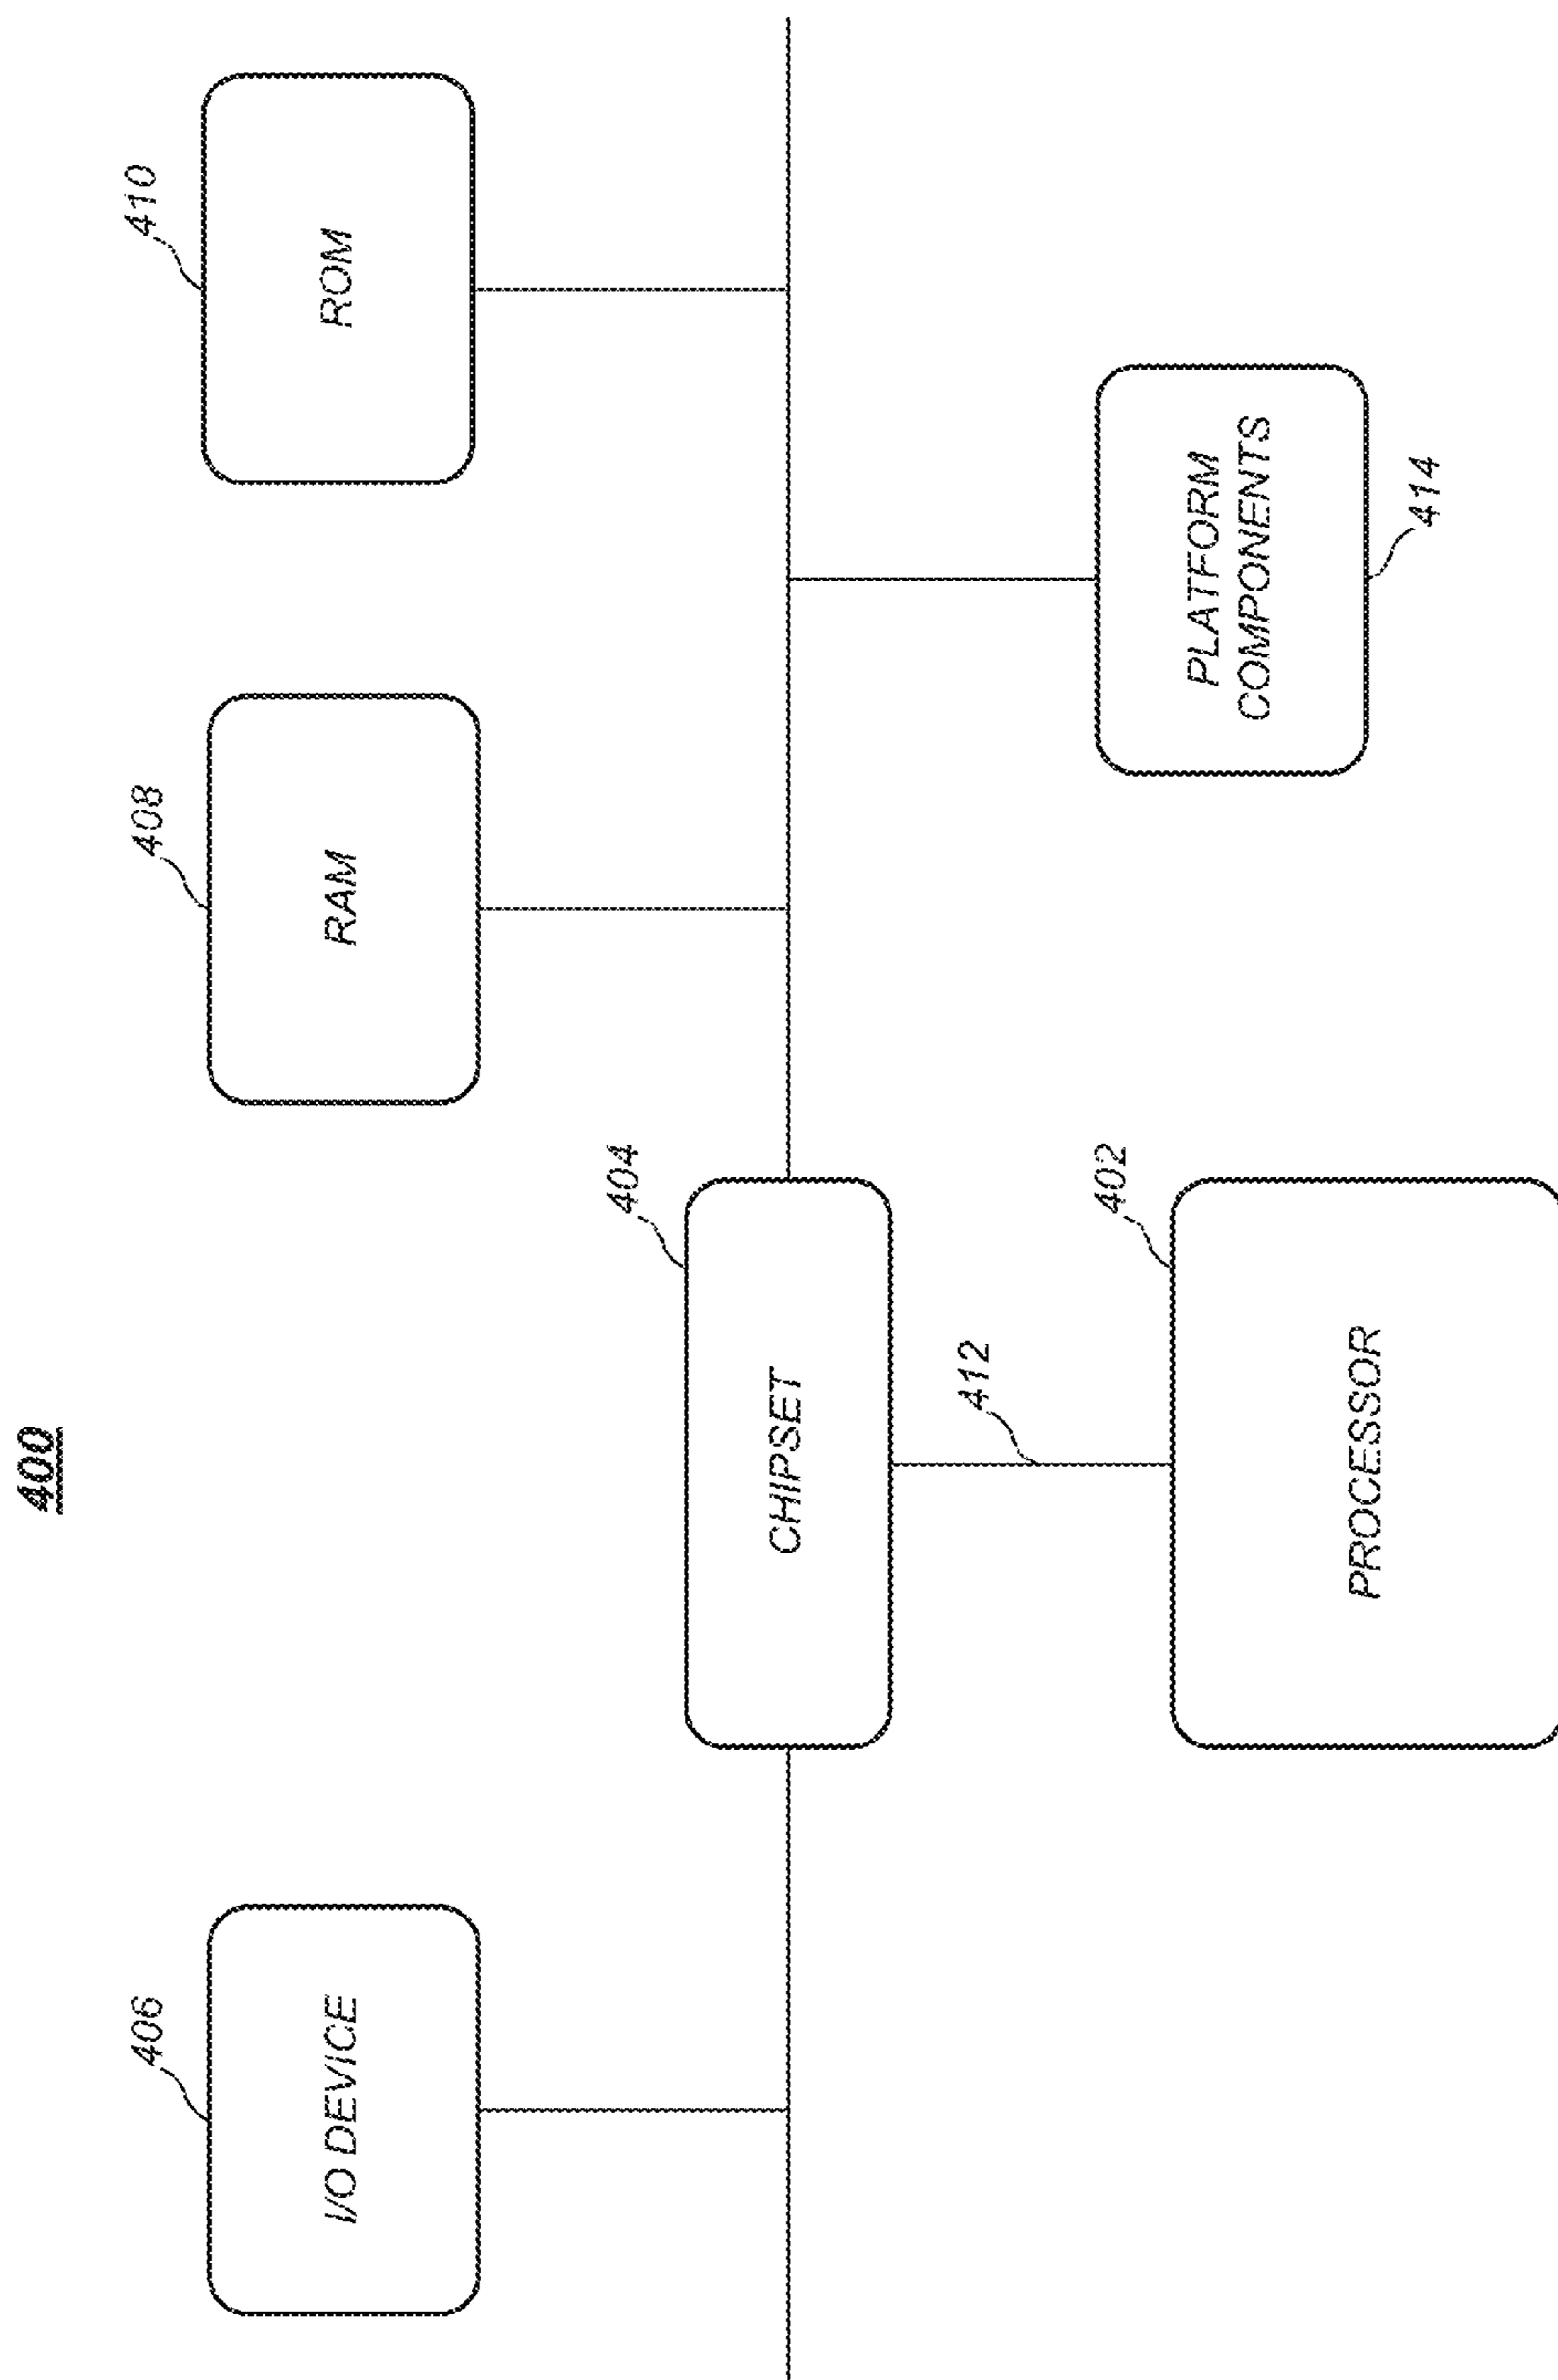 400
406
I/O DEVICE
408
RAM
410
ROM
404
CHIPSET
412
402
PROCESSOR
PLATFORM
COMPONENTS
414